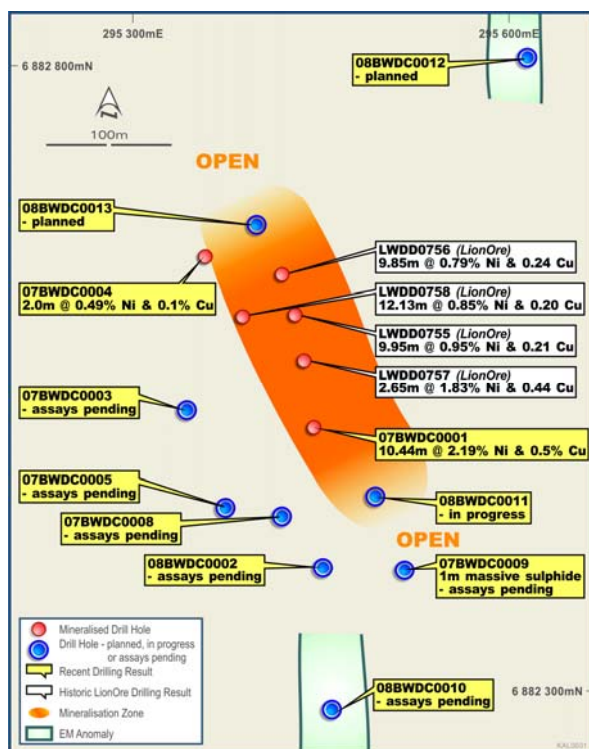 295 300mE
295 600mE
6 882 800mN
08BWDC0012
- planned
100m
OPEN
08BWDC0013
- planned
LWDD0756 (LionOre)
9.85m @ 0.79% Ni & 0.24 Cu
07BWDC0004
2.0m @ 0.49% Ni & 0.1% Cu
LWDD0758 (LionOre)
12.13m @ 0.85% Ni & 0.20 Cu
LWDD0755 (LionOre)
9.95m @ 0.95% Ni & 0.21 Cu
LWDD0757 (LionOre)
2.65m @ 1.83% Ni & 0.44 Cu
07BWDC0003
- assays pending
07BWDC0001
10.44m @ 2.19% Ni & 0.5% Cu
07BWDC0005
- assays pending
07BWDC0008
- assays pending
08BWDC0011
- in progress
OPEN
08BWDC0002
- assays pending
07BWDC0009
1m massive sulphide
- assays pending
Mineralised Drill Hole
Drill Hole - planned, in progress
or assays pending
Recent Drilling Result
Historic LionOre Drilling Result
Mineralisation Zone
EM Anomaly
08BWDC0010
- assays pending
6 882 300mN